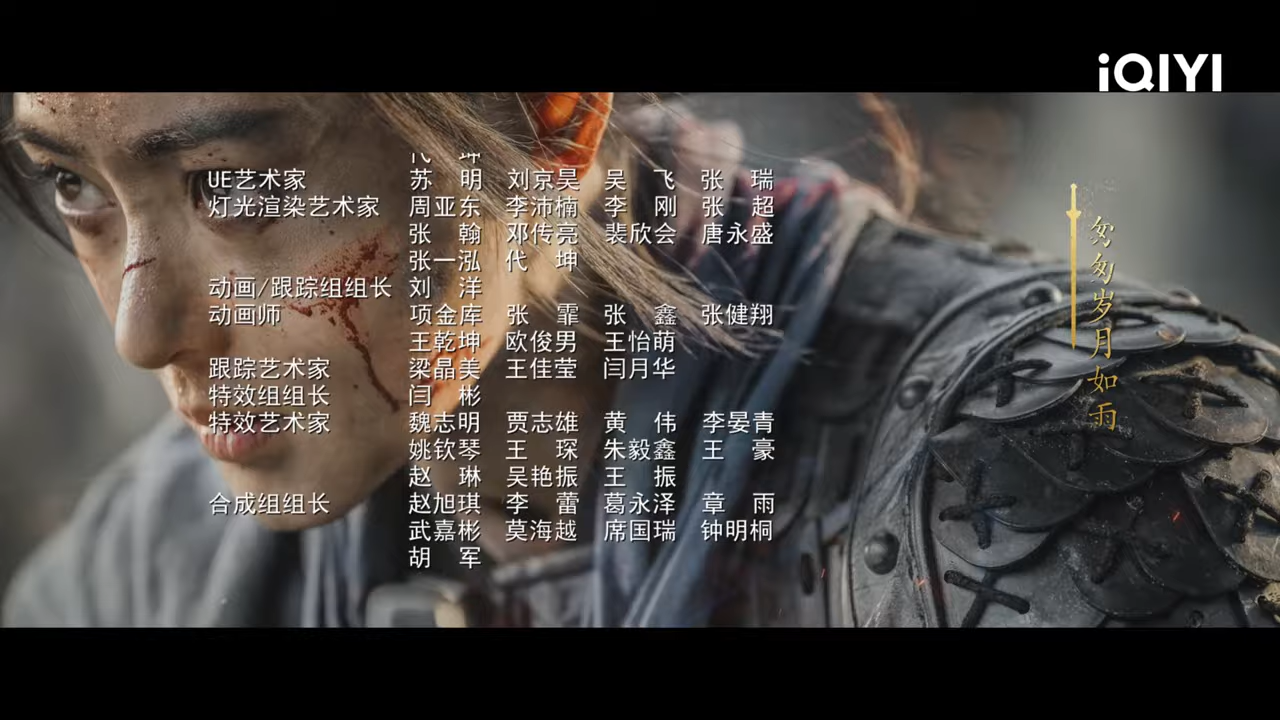 iQIYI
UE艺术家 苏 明 刘京昊 吴 飞 张 瑞
灯光渲染艺术家 周亚东 李沛楠 李 刚 张 超
张 翰 邓传亮 裴欣会 唐永盛
张一泓 代 坤
动画/跟踪组组长 刘 洋
动画师 项金库 张 霏 张 鑫 张健翔
王乾坤 欧俊男 王怡萌
跟踪艺术家 梁晶美 王佳莹 闫月华
特效组组长 闫 彬
特效艺术家 魏志明 贾志雄 黄 伟 李晏青
姚钦琴 王 琛 朱毅鑫 王 豪
赵 琳 吴艳振 王 振
合成组组长 赵旭琪 李 蕾 葛永泽 章 雨
武嘉彬 莫海越 席国瑞 钟明桐
胡 军
匆匆岁月如雨